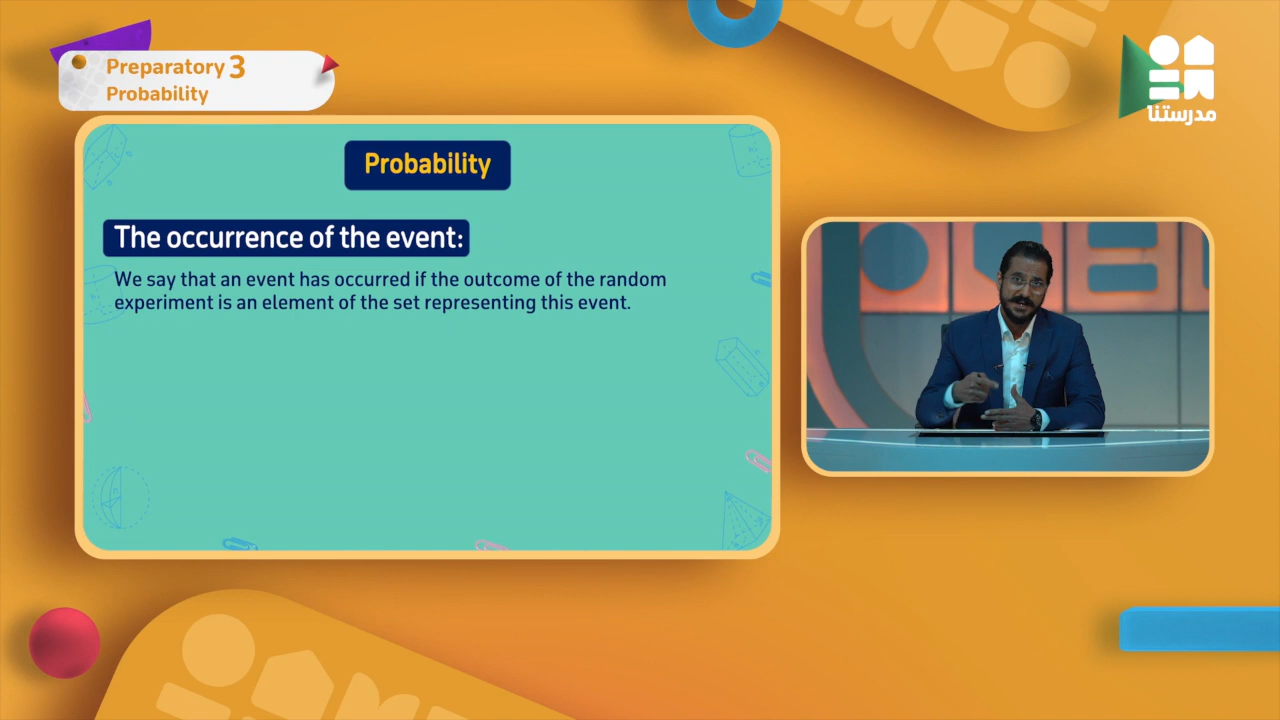 Preparatory 3
Probability
مدرستنا
Probability
The occurrence of the event:
We say that an event has occurred if the outcome of the random
experiment is an element of the set representing this event.